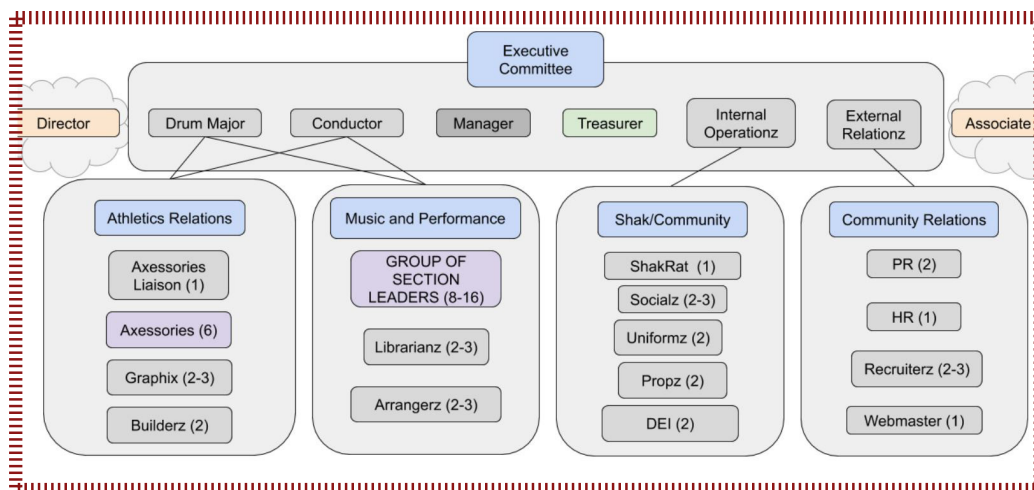 Executive
Committee
Director
Drum Major
Conductor
Manager
Treasurer
Internal
Operationz
External
Relationz
Associate
Athletics Relations
Axessories
Liaison (1)
Axessories (6)
Graphix (2-3)
Builderz (2)
Music and Performance
GROUP OF
SECTION
LEADERS (8-16)
Librarianz (2-3)
Arrangerz (2-3)
Shak/Community
ShakRat (1)
Socialz (2-3)
Uniformz (2)
Propz (2)
DEI (2)
Community Relations
PR (2)
HR (1)
Recruiterz (2-3)
Webmaster (1)